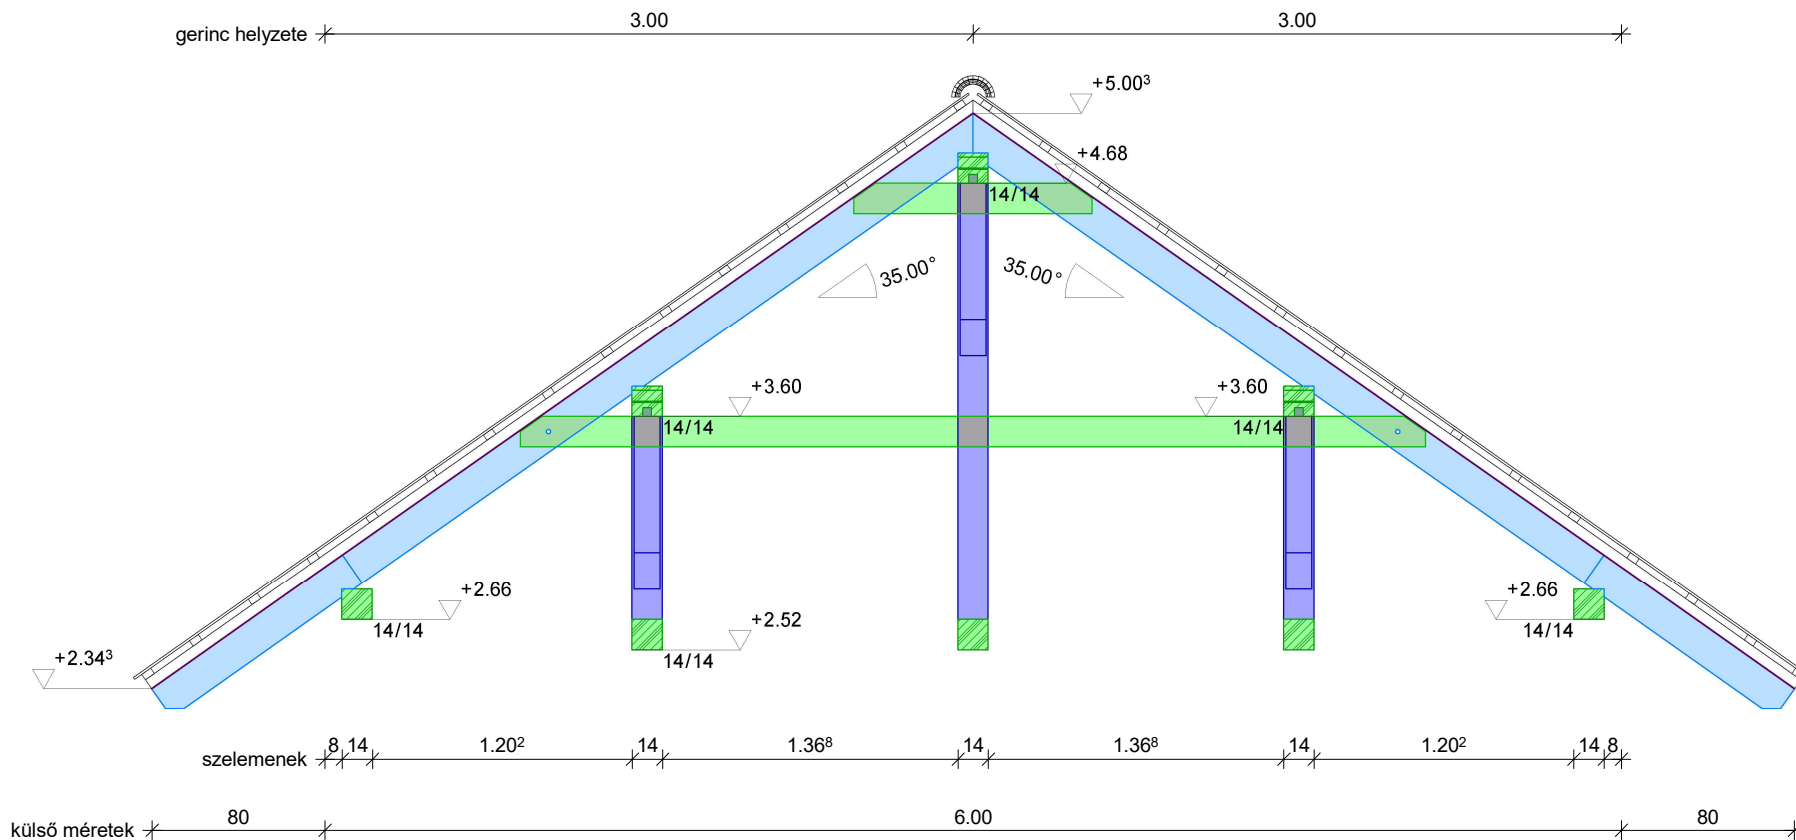 3.00 3.00
gerinc helyzete
+5.00³
+4.68
14/14
35.00° 35.00°
+3.60 +3.60
14/14 14/14
+2.66 +2.66
14/14 14/14
+2.52
14/14
+2.34³
8 14 1.20² 14 1.36⁸ 14 1.36⁸ 14 1.20² 14 8
szelemenek
80 6.00 80
külső méretek